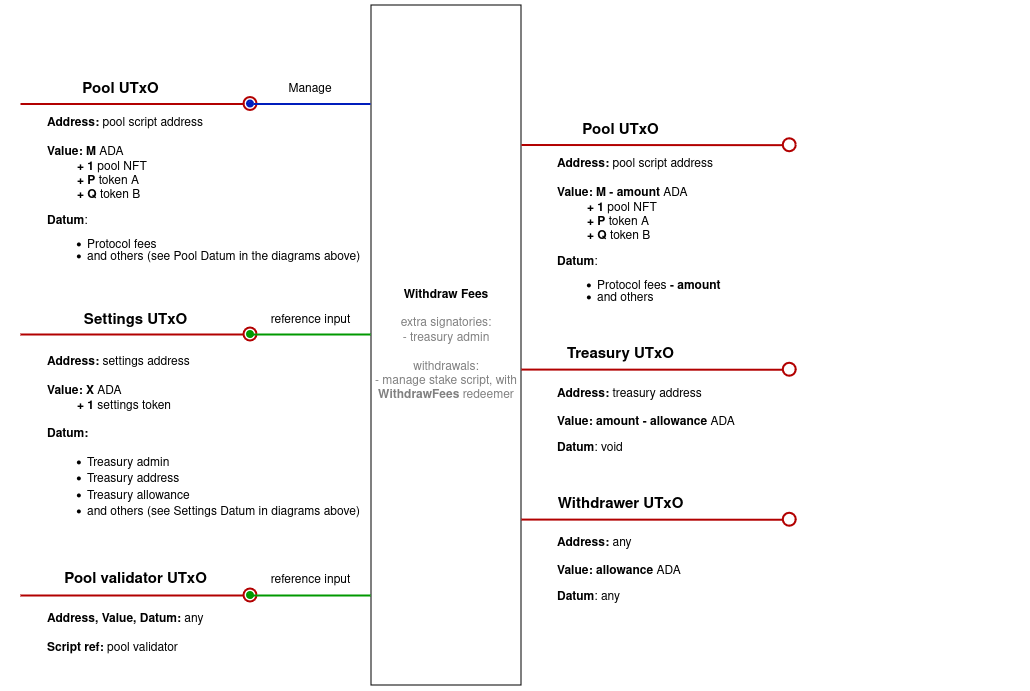 Pool UTxO
Manage
Address: pool script address
Value: M ADA
+ 1 pool NFT
+ P token A
+ Q token B
Datum:
• Protocol fees
• and others (see Pool Datum in the diagrams above)
Settings UTxO
reference input
Address: settings address
Value: X ADA
+ 1 settings token
Datum:
• Treasury admin
• Treasury address
• Treasury allowance
• and others (see Settings Datum in diagrams above)
Pool validator UTxO
reference input
Address, Value, Datum: any
Script ref: pool validator
Withdraw Fees
extra signatories:
- treasury admin
withdrawals:
- manage stake script, with
WithdrawFees redeemer
Pool UTxO
Address: pool script address
Value: M - amount ADA
+ 1 pool NFT
+ P token A
+ Q token B
Datum:
• Protocol fees - amount
• and others
Treasury UTxO
Address: treasury address
Value: amount - allowance ADA
Datum: void
Withdrawer UTxO
Address: any
Value: allowance ADA
Datum: any